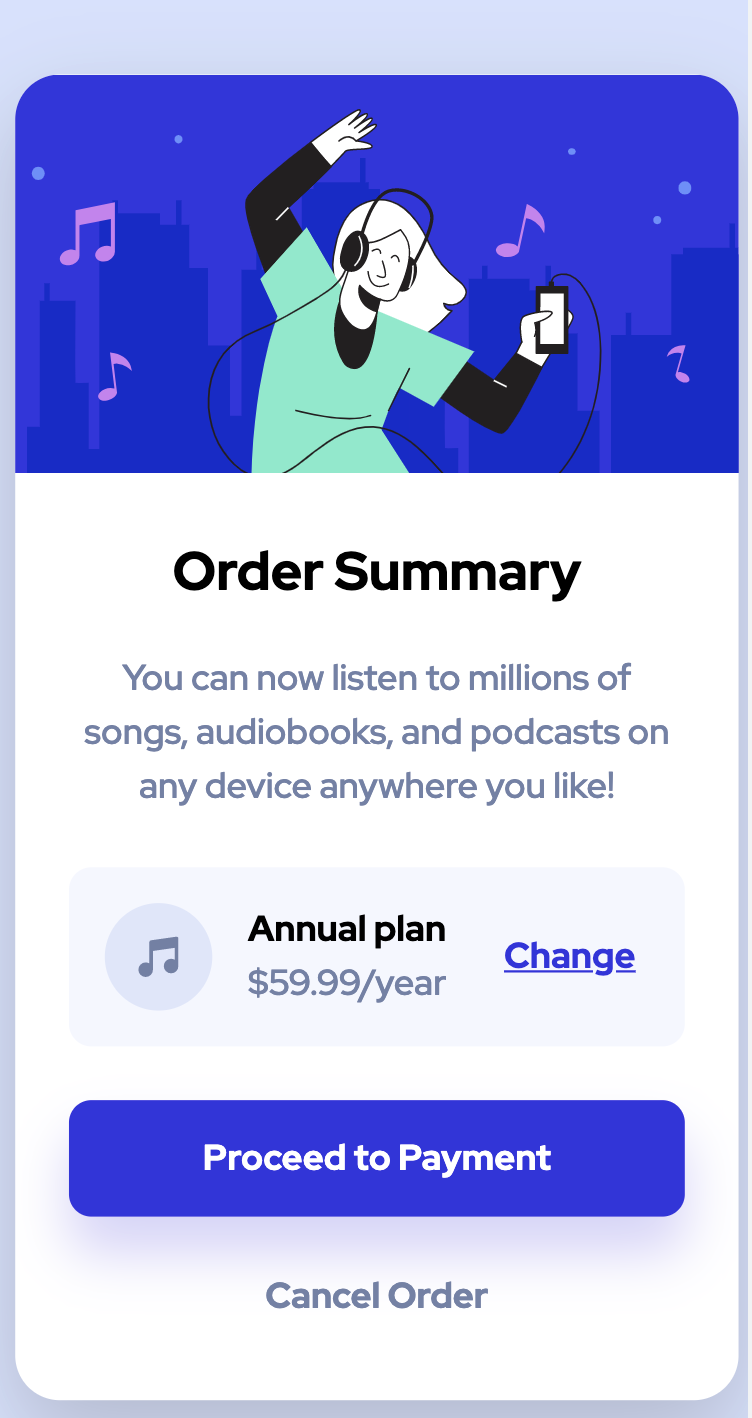 Order Summary
You can now listen to millions of
songs, audiobooks, and podcasts on
any device anywhere you like!
Annual plan
$59.99/year
Change
Proceed to Payment
Cancel Order